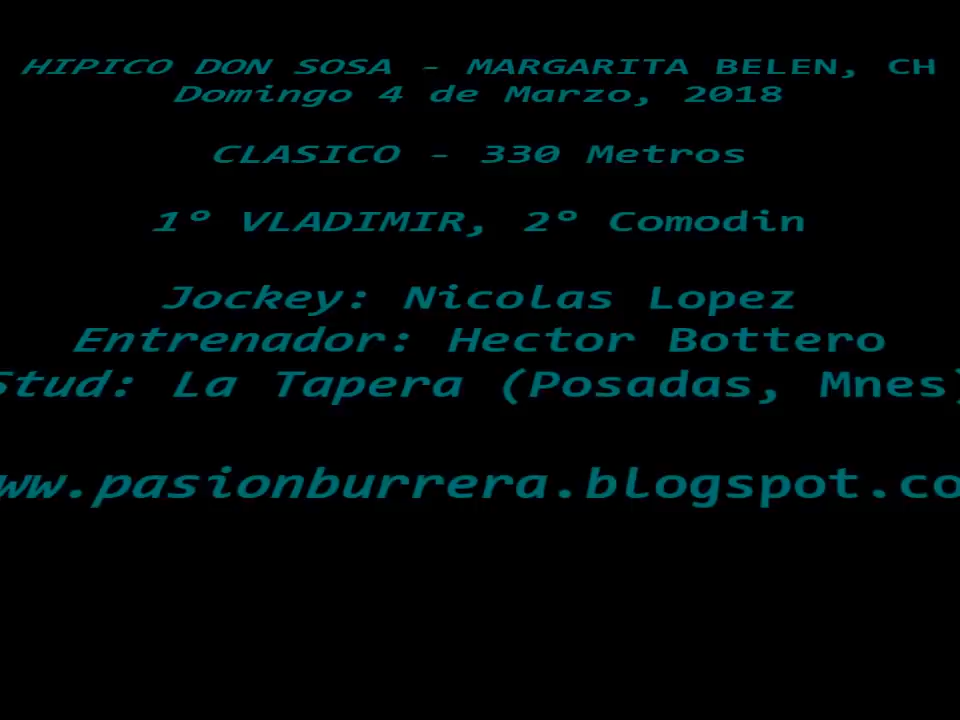 HIPICO DON SOSA - MARGARITA BELEN, CH
Domingo 4 de Marzo, 2018
CLASICO - 330 Metros
1º VLADIMIR, 2º Comodin
Jockey: Nicolas Lopez
Entrenador: Hector Bottero
Stud: La Tapera (Posadas, Mnes)
ww.pasionburrera.blogspot.co